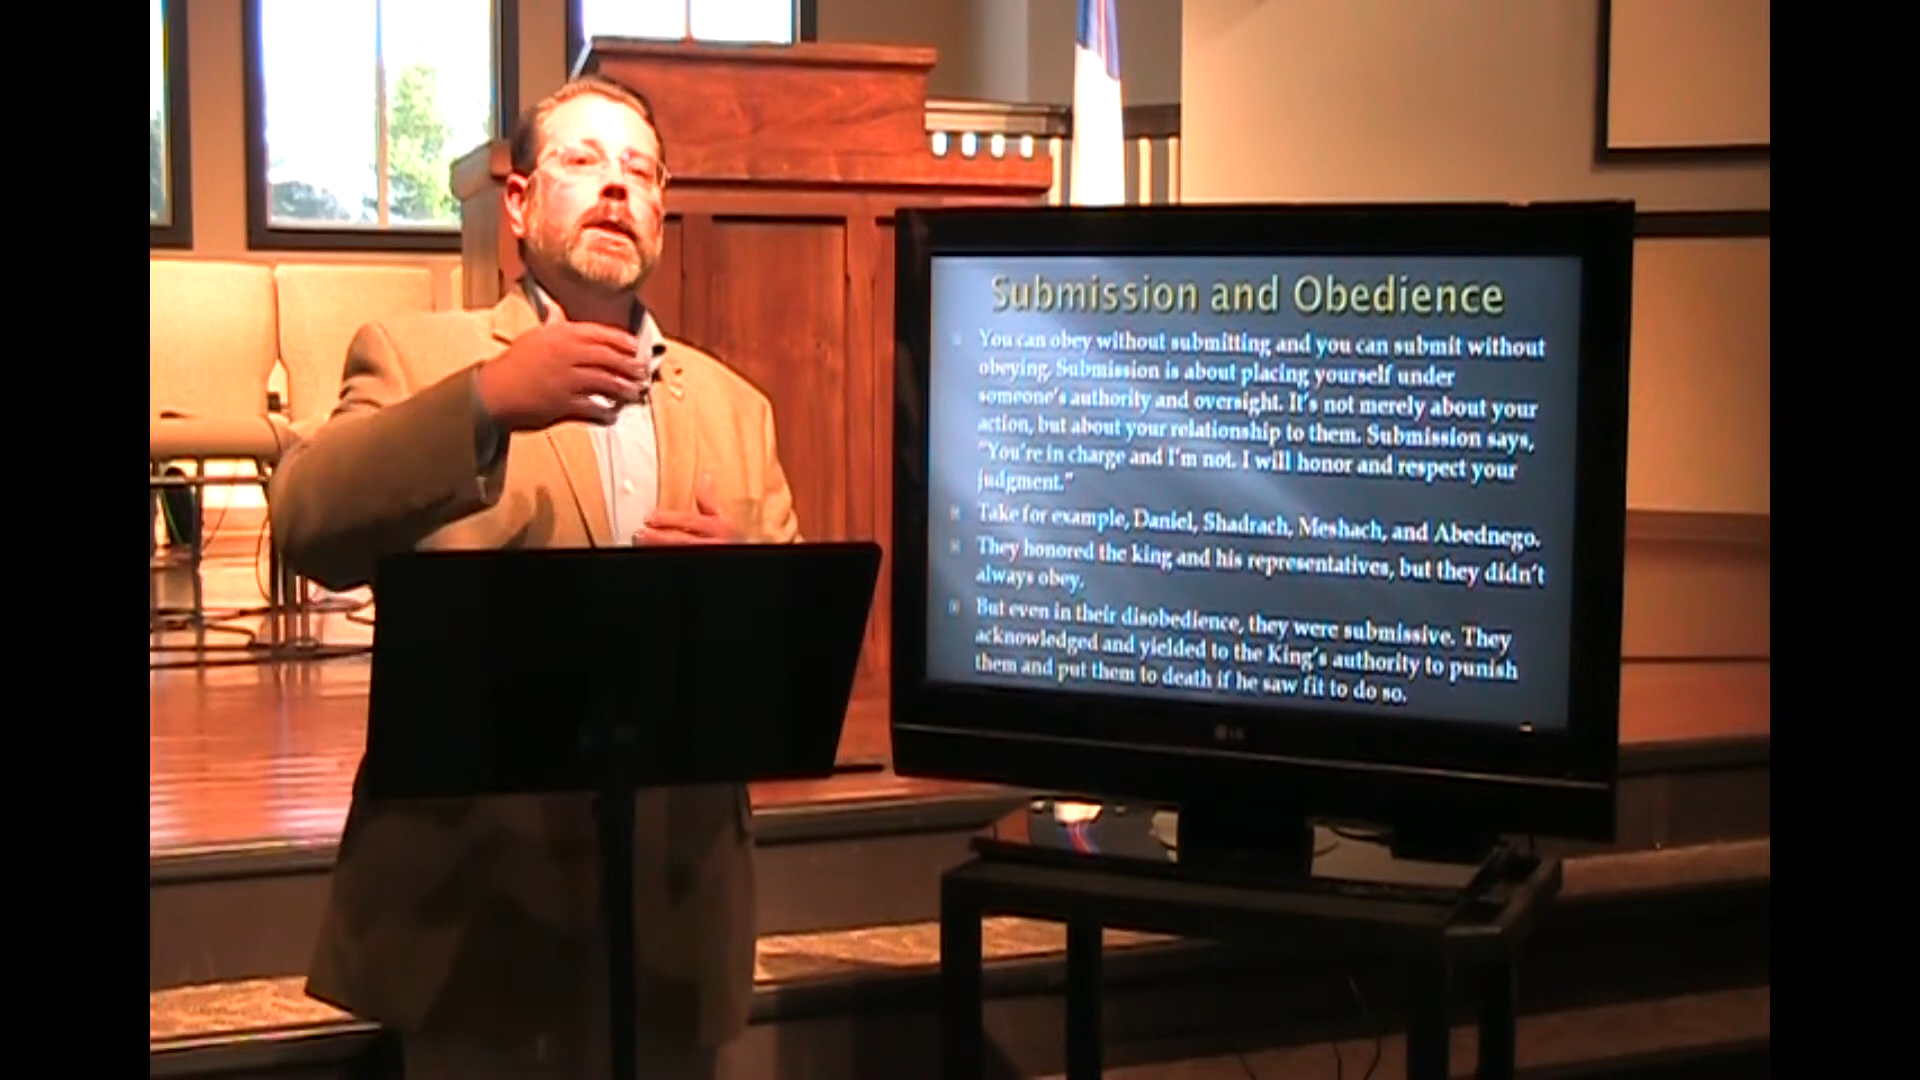 Submission and Obedience
You can obey without submitting and you can submit without
obeying. Submission is about placing yourself under
someone's authority and oversight. It's not merely about your
action, but about your relationship to them. Submission says,
"You're in charge and I'm not. I will honor and respect your
judgment."
Take for example, Daniel, Shadrach, Meshach, and Abednego.
They honored the king and his representatives, but they didn't
always obey.
But even in their disobedience, they were submissive. They
acknowledged and yielded to the King's authority to punish
them and put them to death if he saw fit to do so.
LG